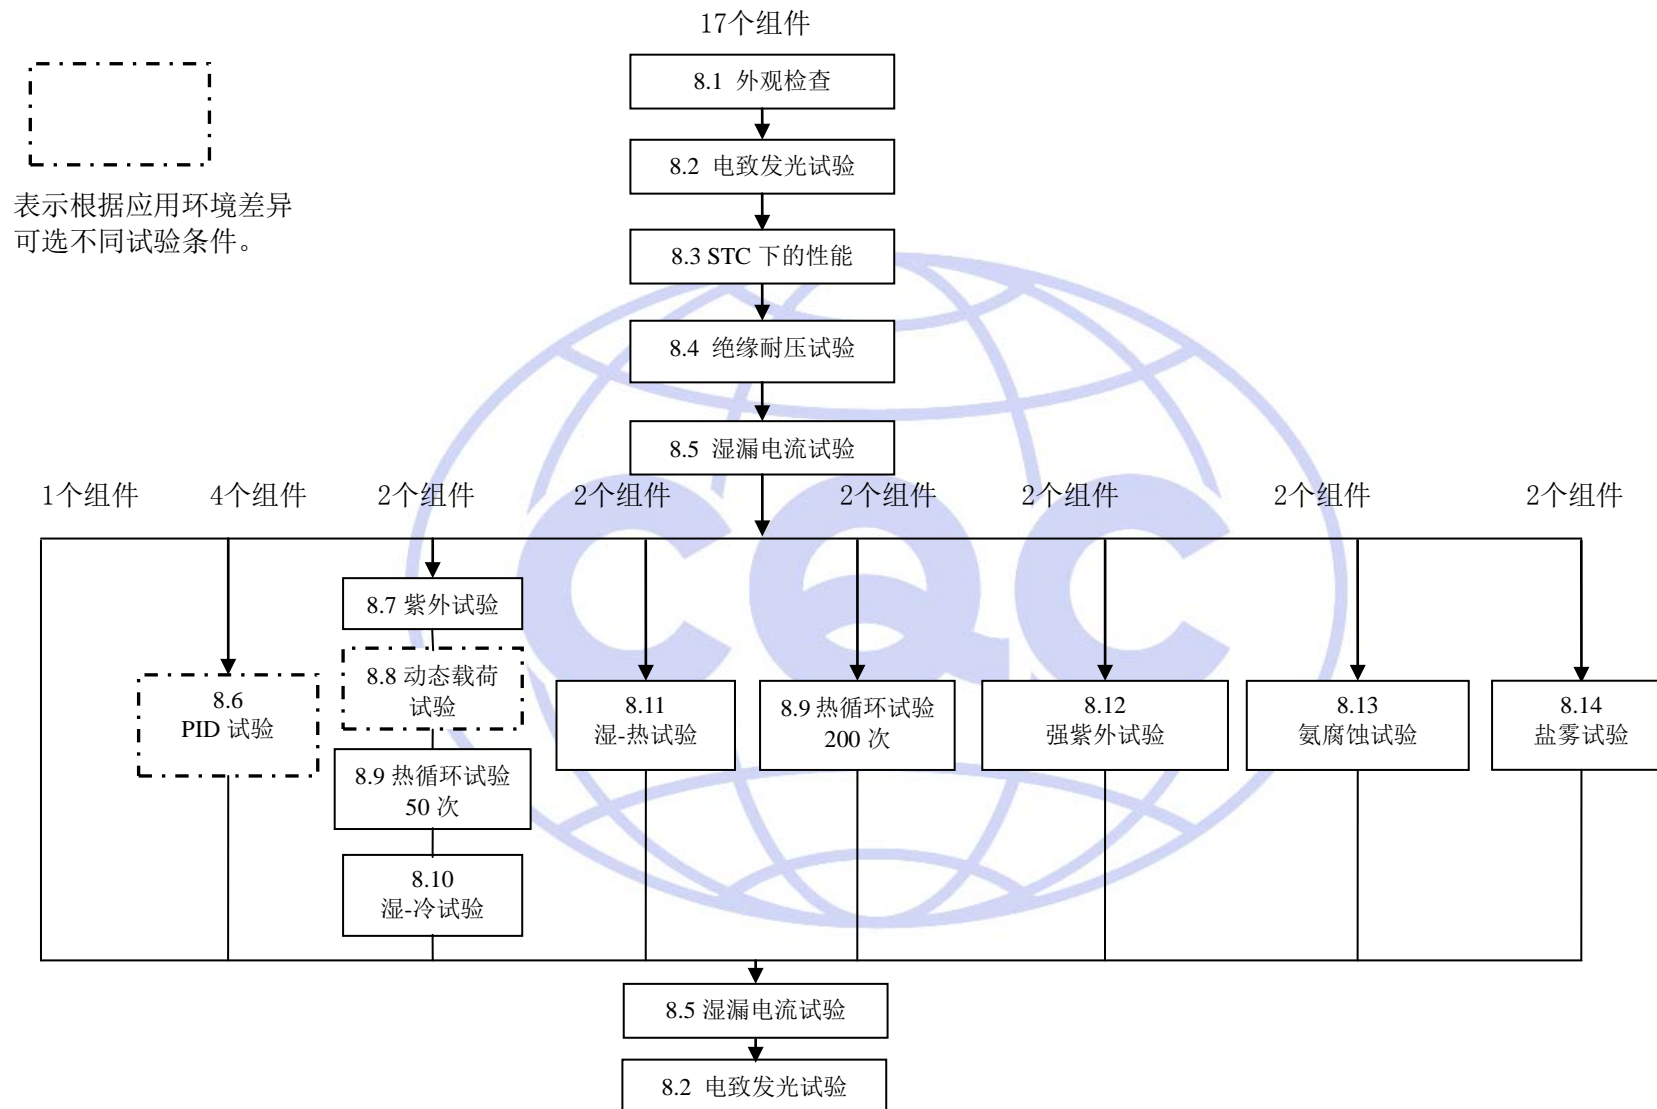 17个组件
8.1 外观检查
8.2 电致发光试验
表示根据应用环境差异
可选不同试验条件。
8.3 STC 下的性能
8.4 绝缘耐压试验
8.5 湿漏电流试验
1个组件 4个组件 2个组件 2个组件 2个组件 2个组件 2个组件 2个组件
CQC
8.7 紫外试验
8.6
PID 试验
8.8 动态载荷
试验
8.9 热循环试验
50 次
8.10
湿-冷试验
8.11
湿-热试验
8.9 热循环试验
200 次
8.12
强紫外试验
8.13
氨腐蚀试验
8.14
盐雾试验
8.5 湿漏电流试验
8.2 电致发光试验